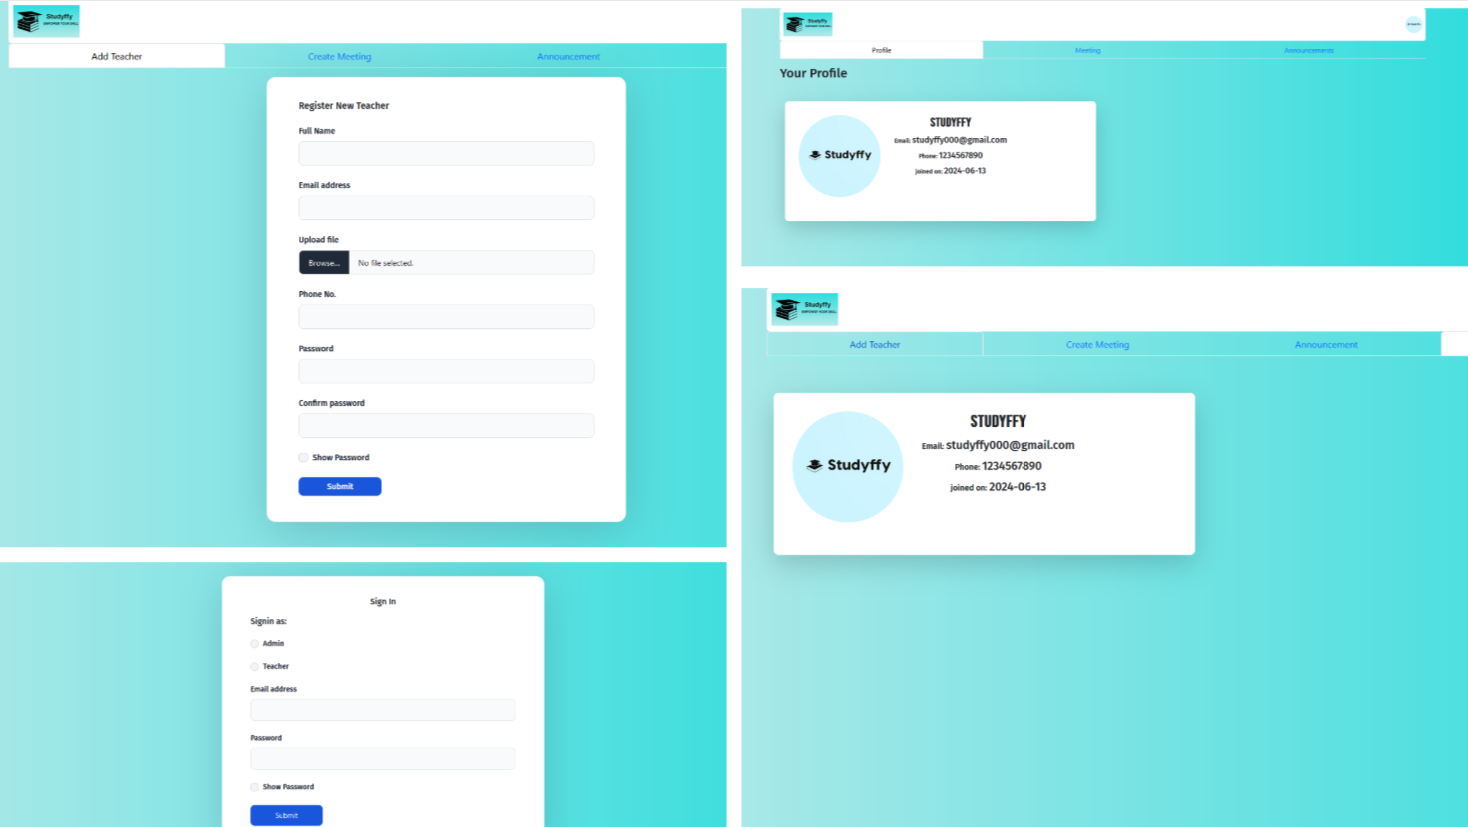 Studyffy
EMPOWER YOUR SKILL
Add Teacher
Create Meeting
Announcement
Register New Teacher
Full Name
Email address
Upload file
Browse... No file selected.
Phone No.
Password
Confirm password
Show Password
Submit
Sign In
Signin as:
Admin
Teacher
Email address
Password
Show Password
Submit
Studyffy
EMPOWER YOUR SKILL
Profile
Meeting
Announcements
Your Profile
Studyffy
STUDYFFY
Email: studyffy000@gmail.com
Phone: 1234567890
joined on: 2024-06-13
Studyffy
EMPOWER YOUR SKILL
Add Teacher
Create Meeting
Announcement
Studyffy
STUDYFFY
Email: studyffy000@gmail.com
Phone: 1234567890
joined on: 2024-06-13